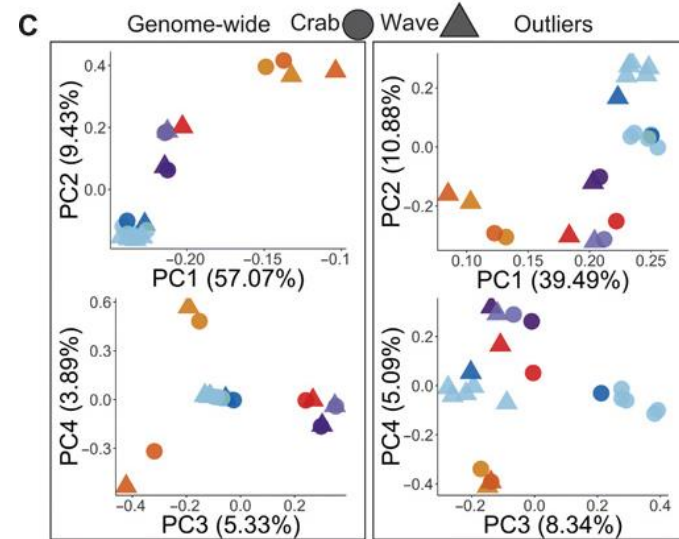 C
Genome-wide Crab Wave Outliers
PC2 (9.43%)
0.4
0.2
0.0
-0.20 -0.15 -0.1
PC1 (57.07%)
PC2 (10.88%)
0.2
0.0
-0.2
0.10 0.15 0.20 0.25
PC1 (39.49%)
PC4 (3.89%)
0.6
0.3
0.0
-0.3
-0.4 -0.2 0.0 0.2
PC3 (5.33%)
PC4 (5.09%)
0.2
0.0
-0.2
-0.4
-0.2 0.0 0.2 0.4
PC3 (8.34%)